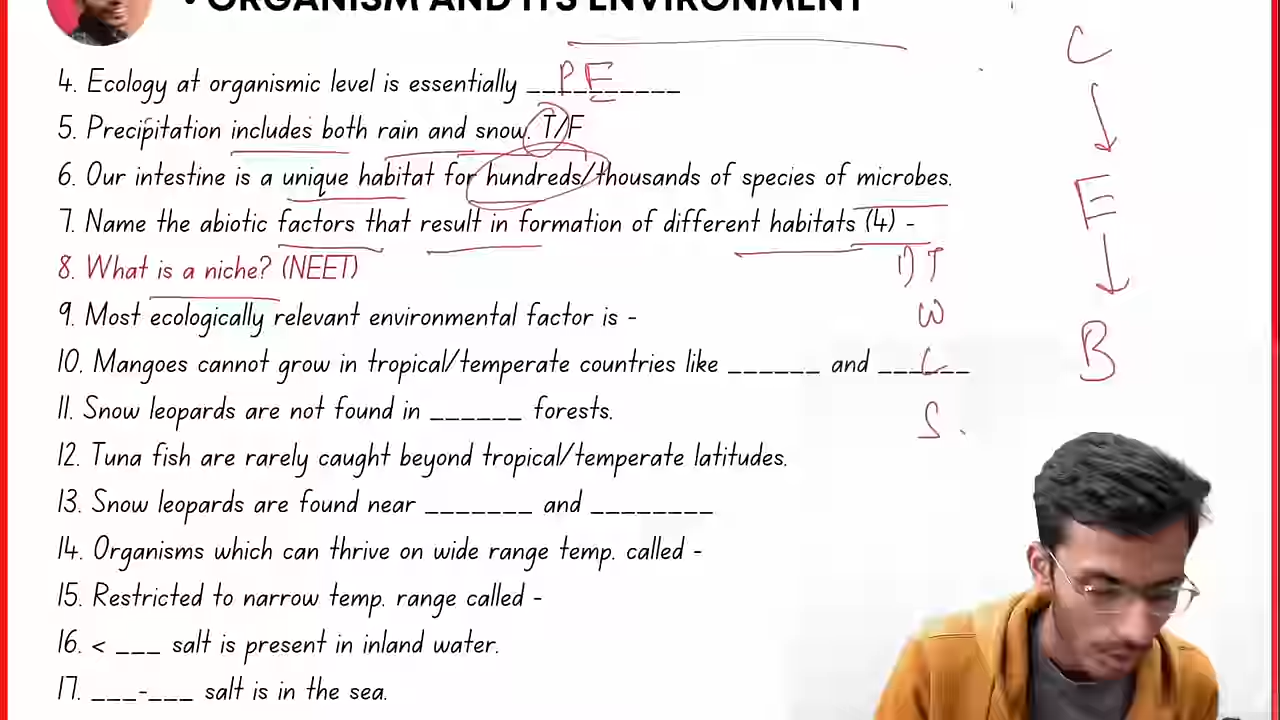 • ORGANISM AND ITS ENVIRONMENT
4. Ecology at organismic level is essentially __PE______
5. Precipitation includes both rain and snow. T/F
6. Our intestine is a unique habitat for hundreds/thousands of species of microbes.
7. Name the abiotic factors that result in formation of different habitats (4) -
8. What is a niche? (NEET)
1) T
9. Most ecologically relevant environmental factor is -
W
10. Mangoes cannot grow in tropical/temperate countries like ______ and ______
L
11. Snow leopards are not found in ______ forests.
S.
12. Tuna fish are rarely caught beyond tropical/temperate latitudes.
13. Snow leopards are found near _______ and ________
14. Organisms which can thrive on wide range temp. called -
15. Restricted to narrow temp. range called -
16. < ___ salt is present in inland water.
17. ___-___ salt is in the sea.
C
E
B